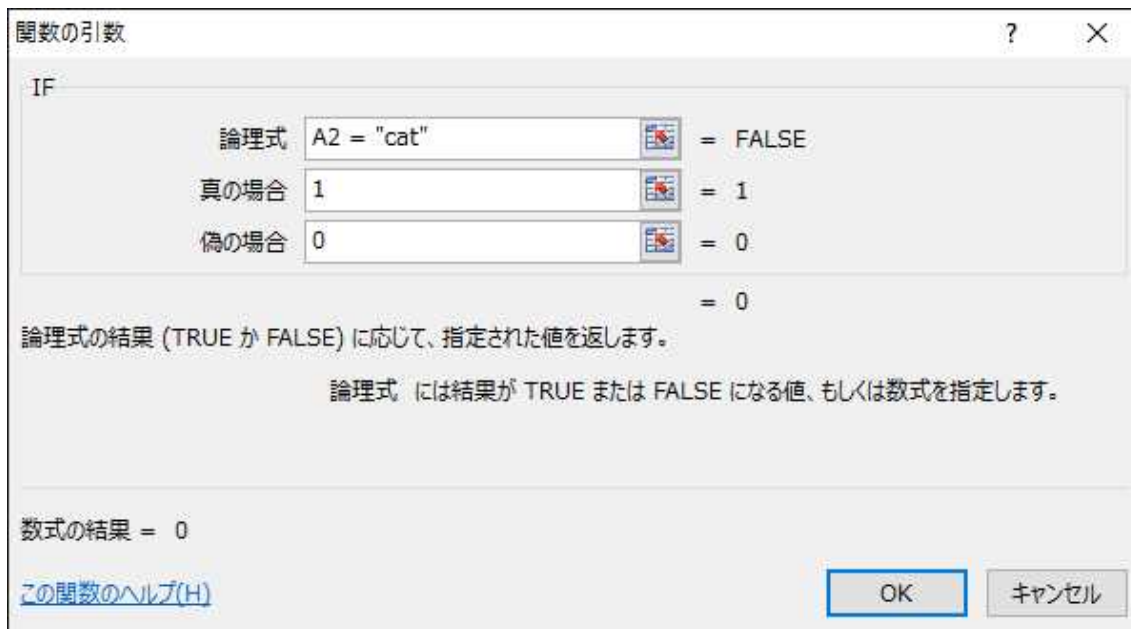 関数の引数 ? ×
IF
論理式 A2 = "cat" = FALSE
真の場合 1 = 1
偽の場合 0 = 0
= 0
論理式の結果 (TRUE か FALSE) に応じて、指定された値を返します。
論理式 には結果が TRUE または FALSE になる値、もしくは数式を指定します。
数式の結果 = 0
この関数のヘルプ(H) OK キャンセル